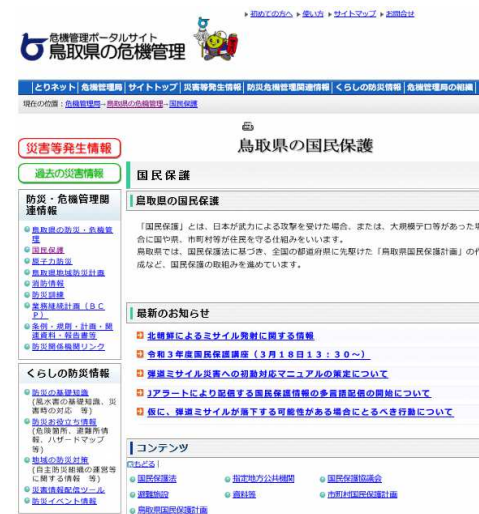 初めての方へ 使い方 サイトマップ お問合せ
危機管理ポータルサイト
鳥取県の危機管理
とりネット 危機管理局 サイトトップ 災害等発生情報 防災危機管理関連情報 くらしの防災情報 危機管理局の組織
現在の位置：危機管理局→鳥取県の危機管理→国民保護
鳥取県の国民保護
災害等発生情報
過去の災害情報
防災・危機管理関
連情報
鳥取県の防災・危機管
理
国民保護
原子力防災
鳥取県地域防災計画
消防情報
防災訓練
業務継続計画（ＢＣ
Ｐ）
条例・規則・計画・関
連資料・報告書等
防災関係機関リンク
くらしの防災情報
防災の基礎知識
(風水害の基礎知識、災
害時の対応　等)
防災お役立ち情報
(危険箇所、避難所情
報、ハザードマップ
等)
地域の防災対策
(自主防災組織の運営等
に関する情報　等)
災害情報配信ツール
防災イベント情報
国民保護
鳥取県の国民保護
「国民保護」とは、日本が武力による攻撃を受けた場合、または、大規模テロ等があった場
合に国や県、市町村等が住民を守る仕組みをいいます。
鳥取県では、国民保護法に基づき、全国の都道府県に先駆けた「鳥取県国民保護計画」の作
成など、国民保護の取組みを進めています。
最新のお知らせ
北朝鮮によるミサイル発射に関する情報
令和３年度国民保護講座（３月１８日１３：３０～）
弾道ミサイル災害への初動対応マニュアルの策定について
Ｊアラートにより配信する国民保護情報の多言語配信の開始について
仮に、弾道ミサイルが落下する可能性がある場合にとるべき行動について
コンテンツ
もどる
国民保護法 指定地方公共機関 国民保護協議会
避難施設 資料等 市町村国民保護計画
鳥取県国民保護計画